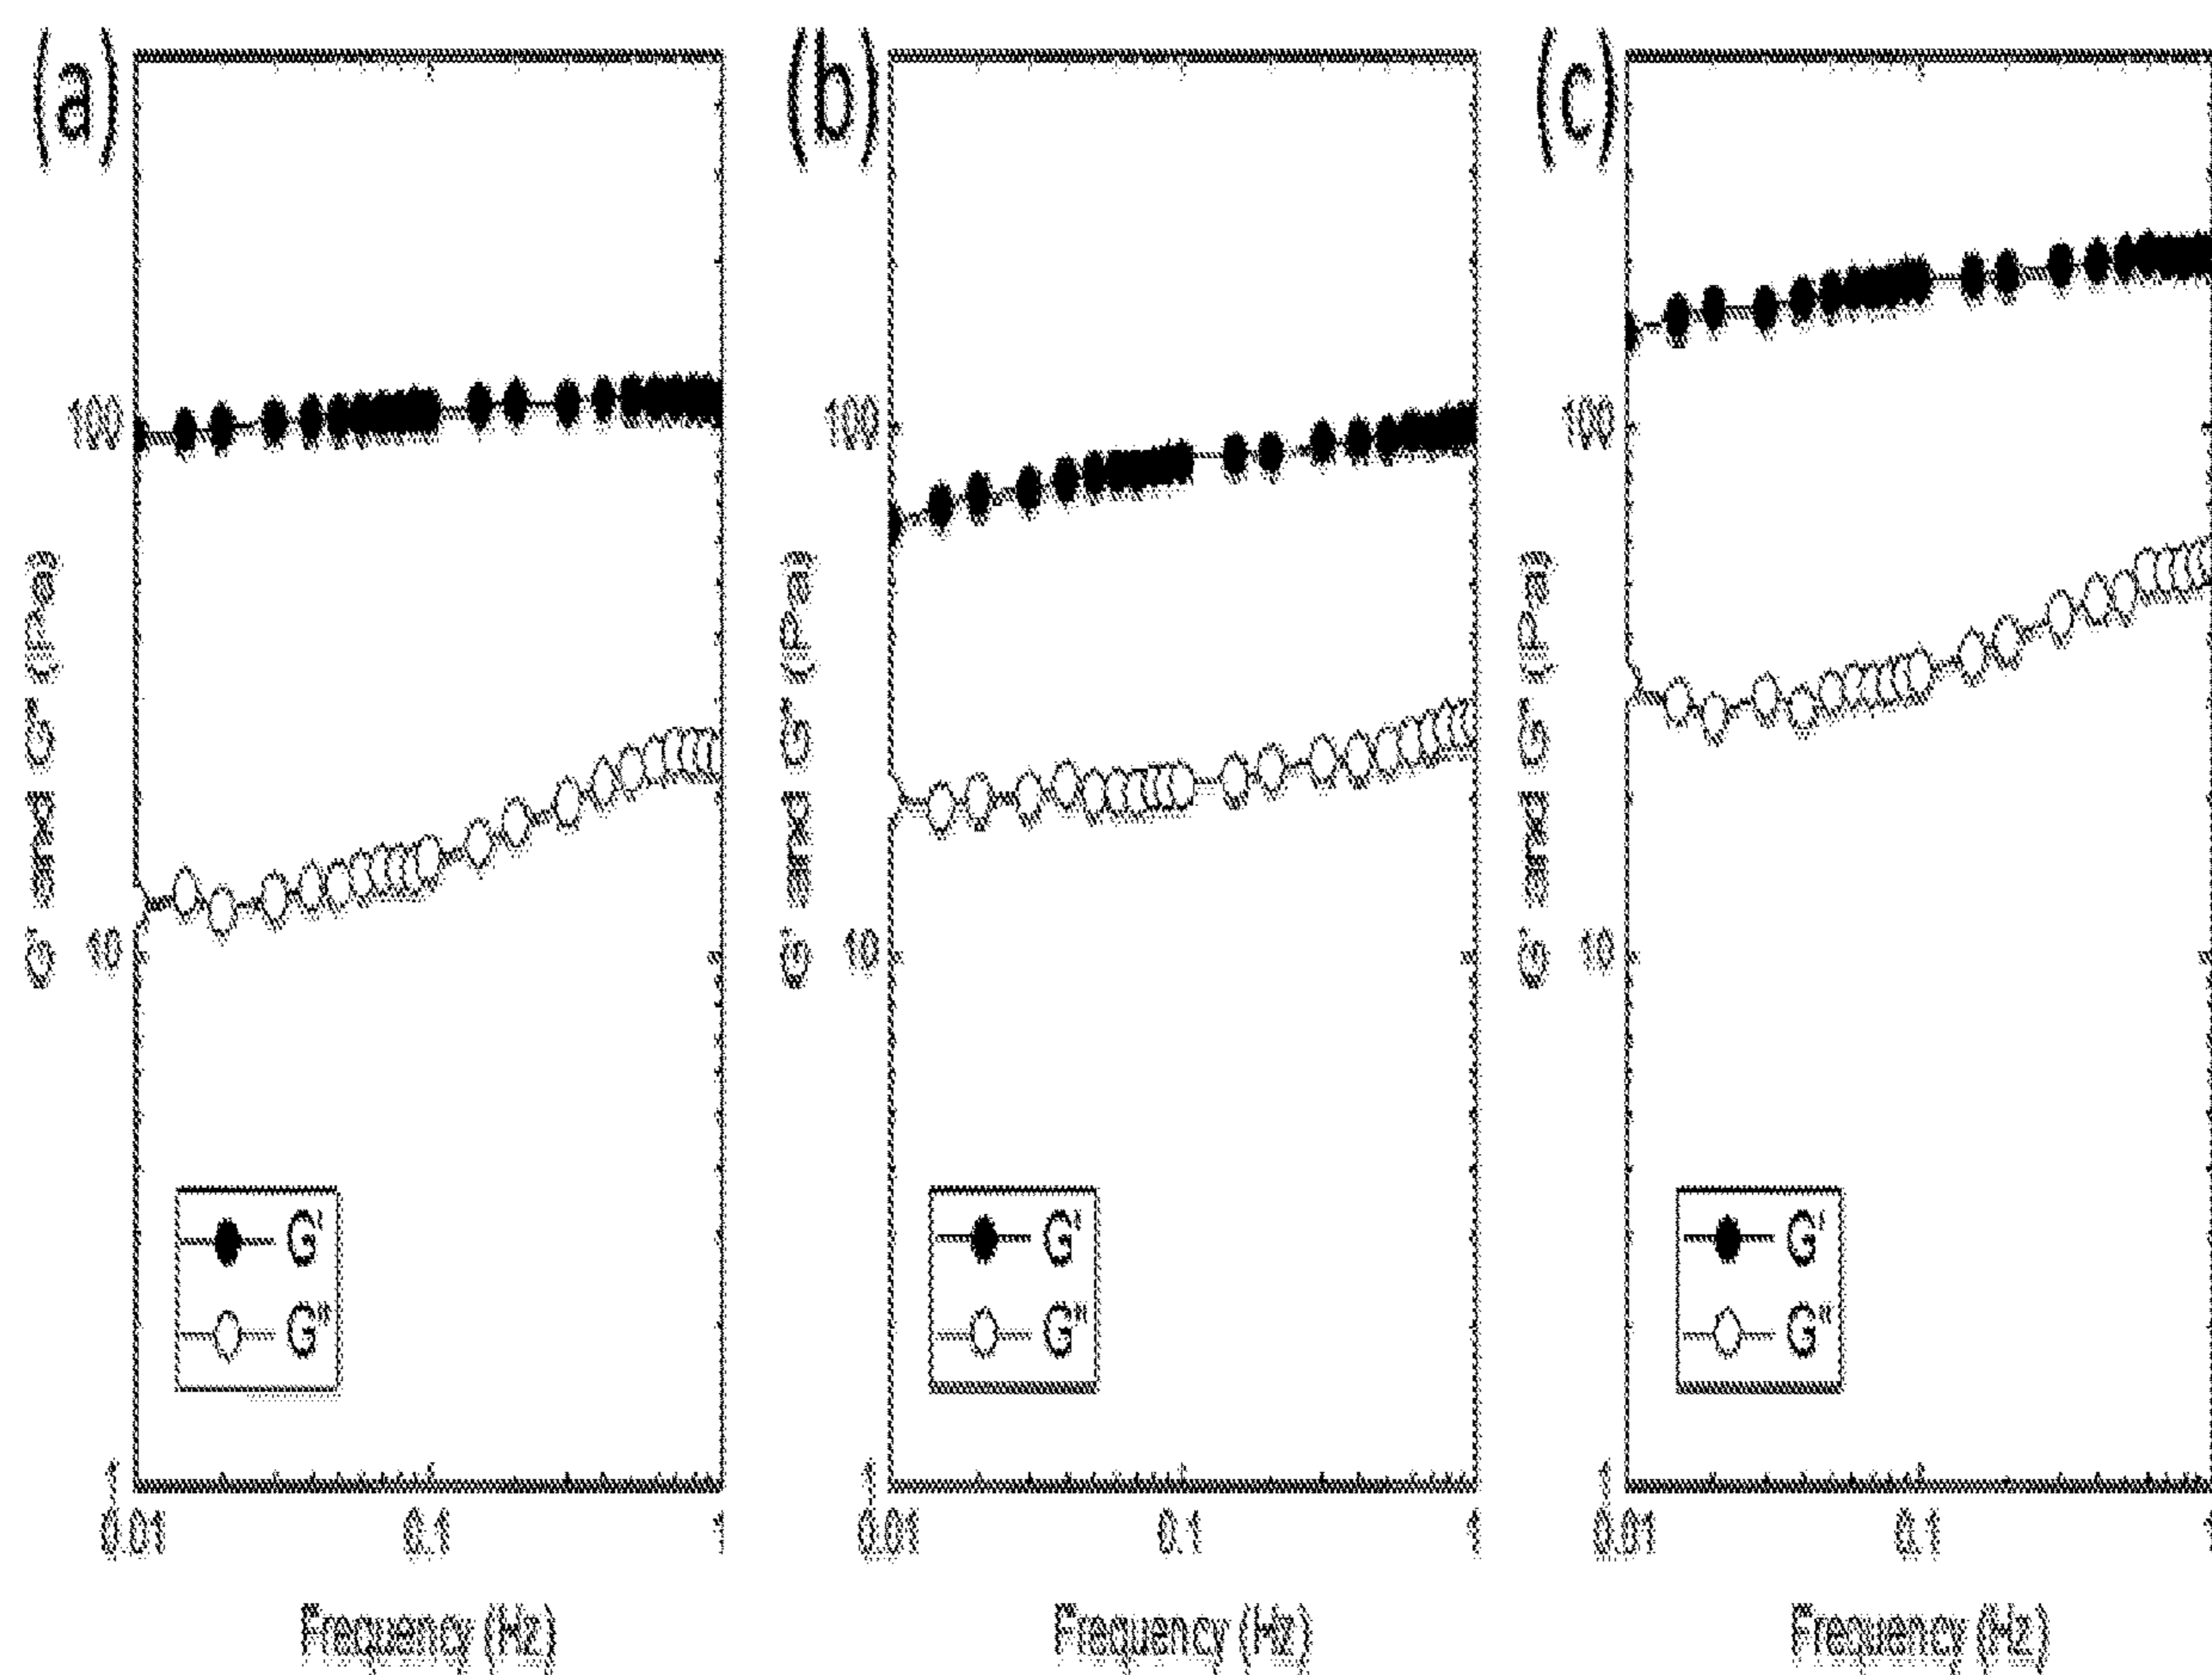 (a)
100
10
1
0.01
0.1
1
G' and G" (Pa)
Frequency (Hz)
G'
G"
(b)
100
10
1
0.01
0.1
1
G' and G" (Pa)
Frequency (Hz)
G'
G"
(c)
100
10
1
0.01
0.1
1
G' and G" (Pa)
Frequency (Hz)
G'
G"